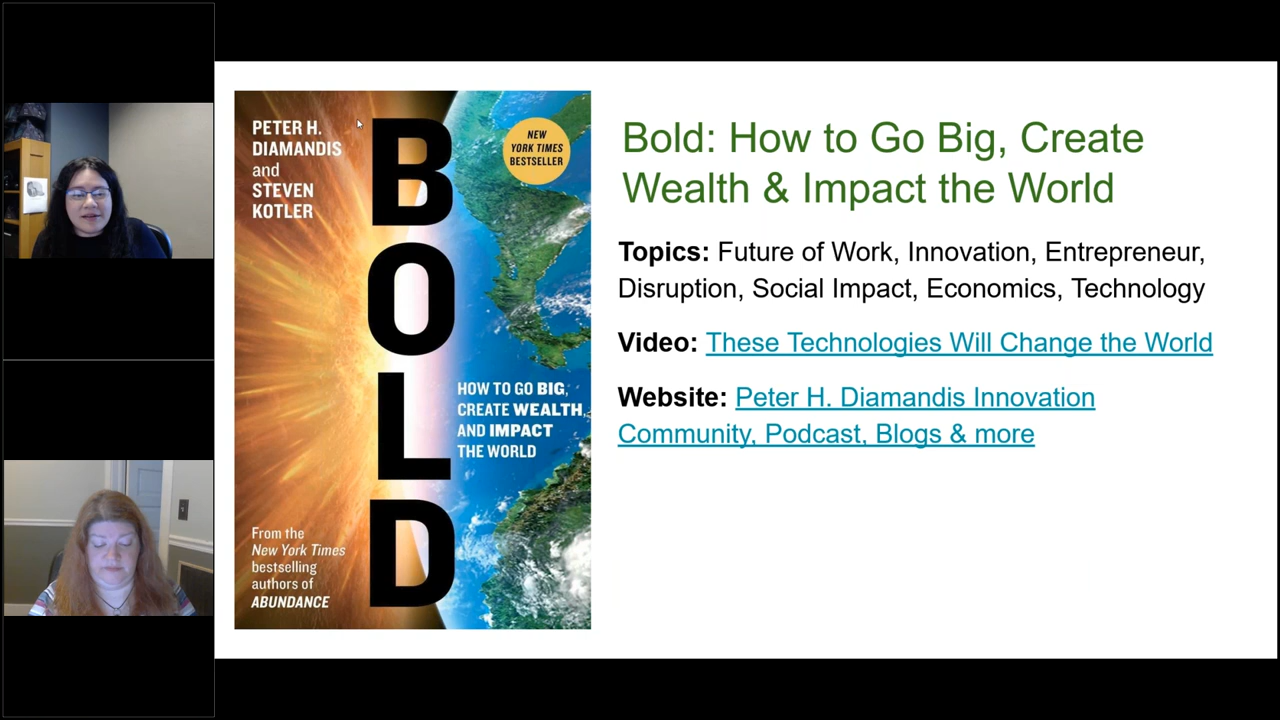 PETER H.
DIAMANDIS
and
STEVEN
KOTLER
BOLD
NEW
YORK TIMES
BESTSELLER
HOW TO GO BIG,
CREATE WEALTH,
AND IMPACT
THE WORLD
From the
New York Times
bestselling
authors of
ABUNDANCE
Bold: How to Go Big, Create
Wealth & Impact the World
Topics: Future of Work, Innovation, Entrepreneur,
Disruption, Social Impact, Economics, Technology
Video: These Technologies Will Change the World
Website: Peter H. Diamandis Innovation
Community, Podcast, Blogs & more